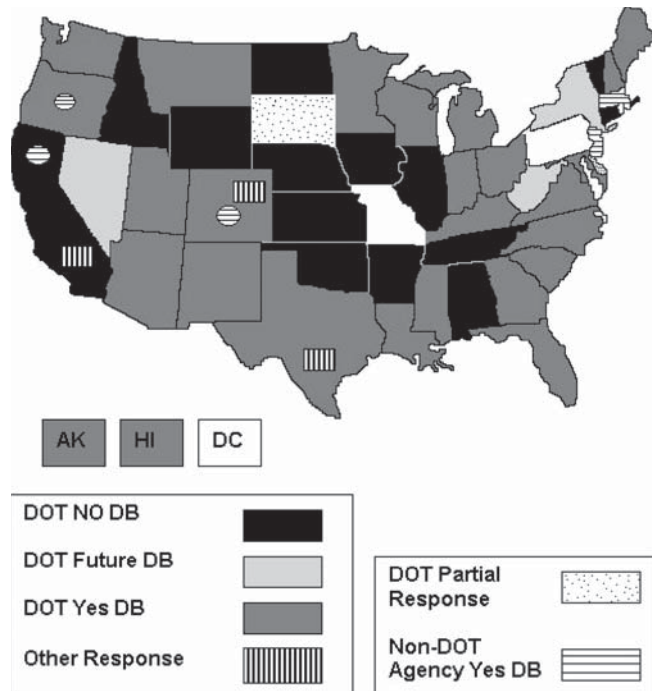 AK
HI
DC
DOT NO DB
DOT Future DB
DOT Yes DB
Other Response
DOT Partial
Response
Non-DOT
Agency Yes DB